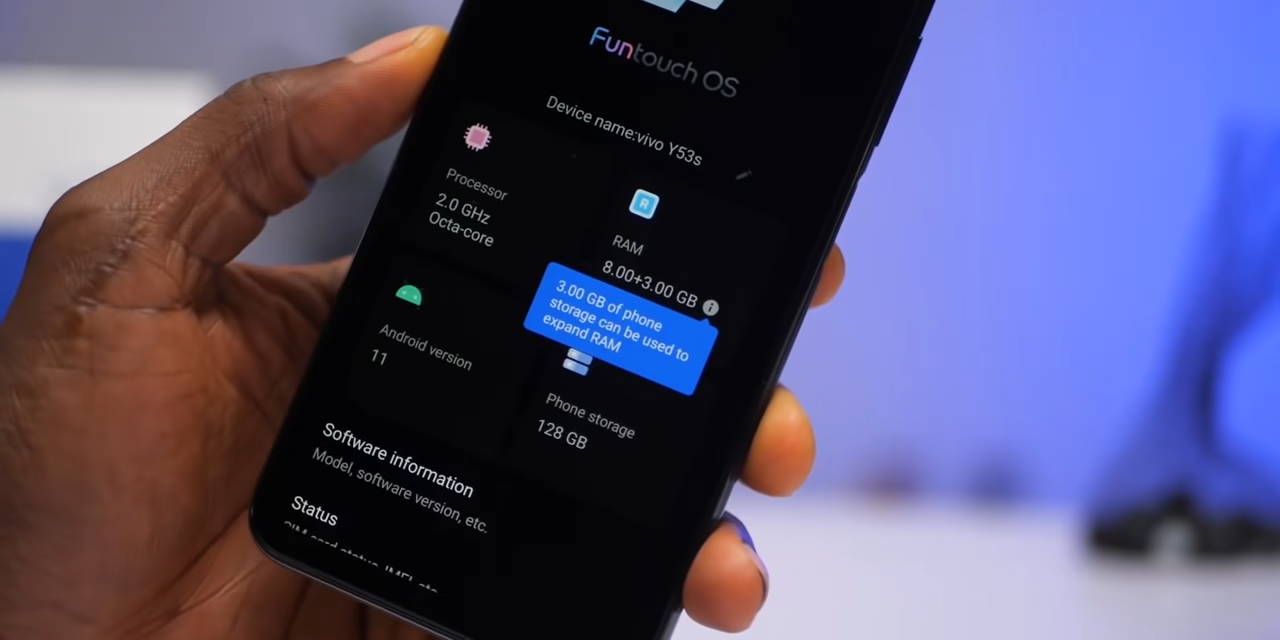 Funtouch OS
Device name:vivo Y53s
Processor
2.0 GHz
Octa-core
R
RAM
8.00+3.00 GB
3.00 GB of phone
storage can be used to
expand RAM
Android version
11
Phone storage
128 GB
Software information
Model, software version, etc.
Status